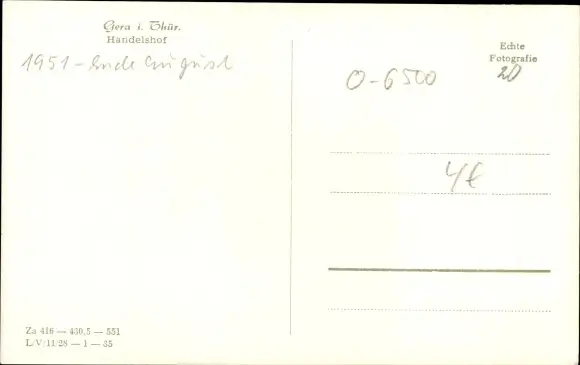 Gera i. Thür.
Handelshof
1951 - Ende August
Echte
Fotografie
20
O-6500
4€
Za 416 — 430,5 — 551
L/V/11/28 — 1 — 35